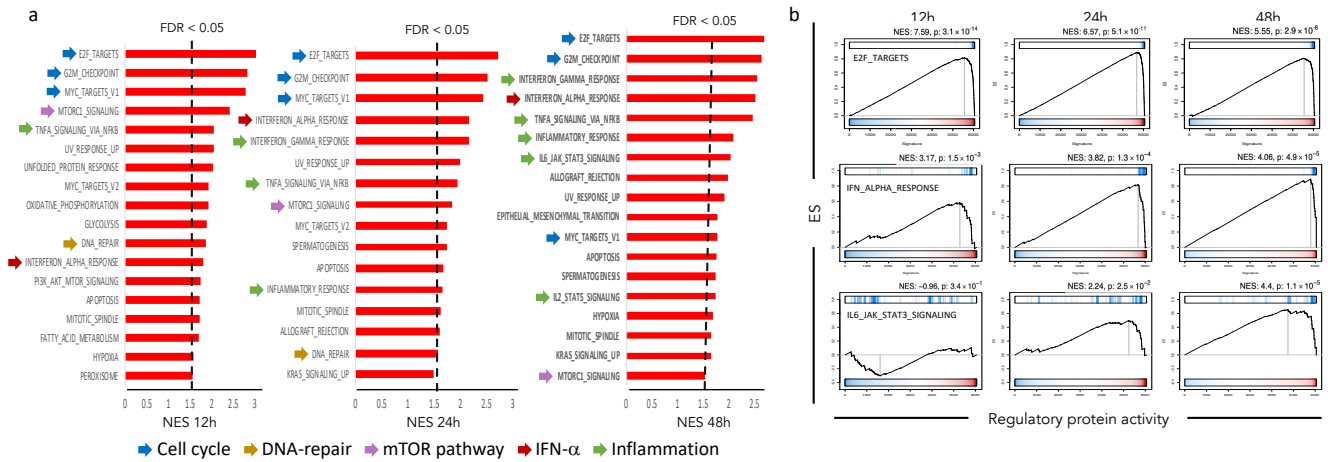 a
FDR < 0.05
E2F_TARGETS
G2M_CHECKPOINT
MYC_TARGETS_V1
MTORC1_SIGNALING
TNFA_SIGNALING_VIA_NFKB
UV_RESPONSE_UP
UNFOLDED_PROTEIN_RESPONSE
MYC_TARGETS_V2
OXIDATIVE_PHOSPHORYLATION
GLYCOLYSIS
DNA_REPAIR
INTERFERON_ALPHA_RESPONSE
PI3K_AKT_MTOR_SIGNALING
APOPTOSIS
MITOTIC_SPINDLE
FATTY_ACID_METABOLISM
HYPOXIA
PEROXISOME
0 0.5 1 1.5 2 2.5 3
NES 12h
FDR < 0.05
E2F_TARGETS
G2M_CHECKPOINT
MYC_TARGETS_V1
INTERFERON_ALPHA_RESPONSE
INTERFERON_GAMMA_RESPONSE
UV_RESPONSE_UP
TNFA_SIGNALING_VIA_NFKB
MTORC1_SIGNALING
MYC_TARGETS_V2
SPERMATOGENESIS
APOPTOSIS
INFLAMMATORY_RESPONSE
MITOTIC_SPINDLE
ALLOGRAFT_REJECTION
DNA_REPAIR
KRAS_SIGNALING_UP
0 0.5 1 1.5 2 2.5 3
NES 24h
FDR < 0.05
E2F_TARGETS
G2M_CHECKPOINT
INTERFERON_GAMMA_RESPONSE
INTERFERON_ALPHA_RESPONSE
TNFA_SIGNALING_VIA_NFKB
INFLAMMATORY_RESPONSE
IL6_JAK_STAT3_SIGNALING
ALLOGRAFT_REJECTION
UV_RESPONSE_UP
EPITHELIAL_MESENCHYMAL_TRANSITION
MYC_TARGETS_V1
APOPTOSIS
SPERMATOGENESIS
IL2_STAT5_SIGNALING
HYPOXIA
MITOTIC_SPINDLE
KRAS_SIGNALING_UP
MTORC1_SIGNALING
0 0.5 1 1.5 2 2.5
NES 48h
Cell cycle DNA-repair mTOR pathway IFN-α Inflammation
b
12h 24h 48h
NES: 7.59, p: 3.1 × 10⁻¹⁴ NES: 6.57, p: 5.1 × 10⁻¹¹ NES: 5.55, p: 2.9 × 10⁻⁸
E2F_TARGETS
NES: 3.17, p: 1.5 × 10⁻³ NES: 3.82, p: 1.3 × 10⁻⁴ NES: 4.06, p: 4.9 × 10⁻⁵
IFN_ALPHA_RESPONSE
ES
NES: −0.96, p: 3.4 × 10⁻¹ NES: 2.24, p: 2.5 × 10⁻² NES: 4.4, p: 1.1 × 10⁻⁵
IL6_JAK_STAT3_SIGNALING
Regulatory protein activity